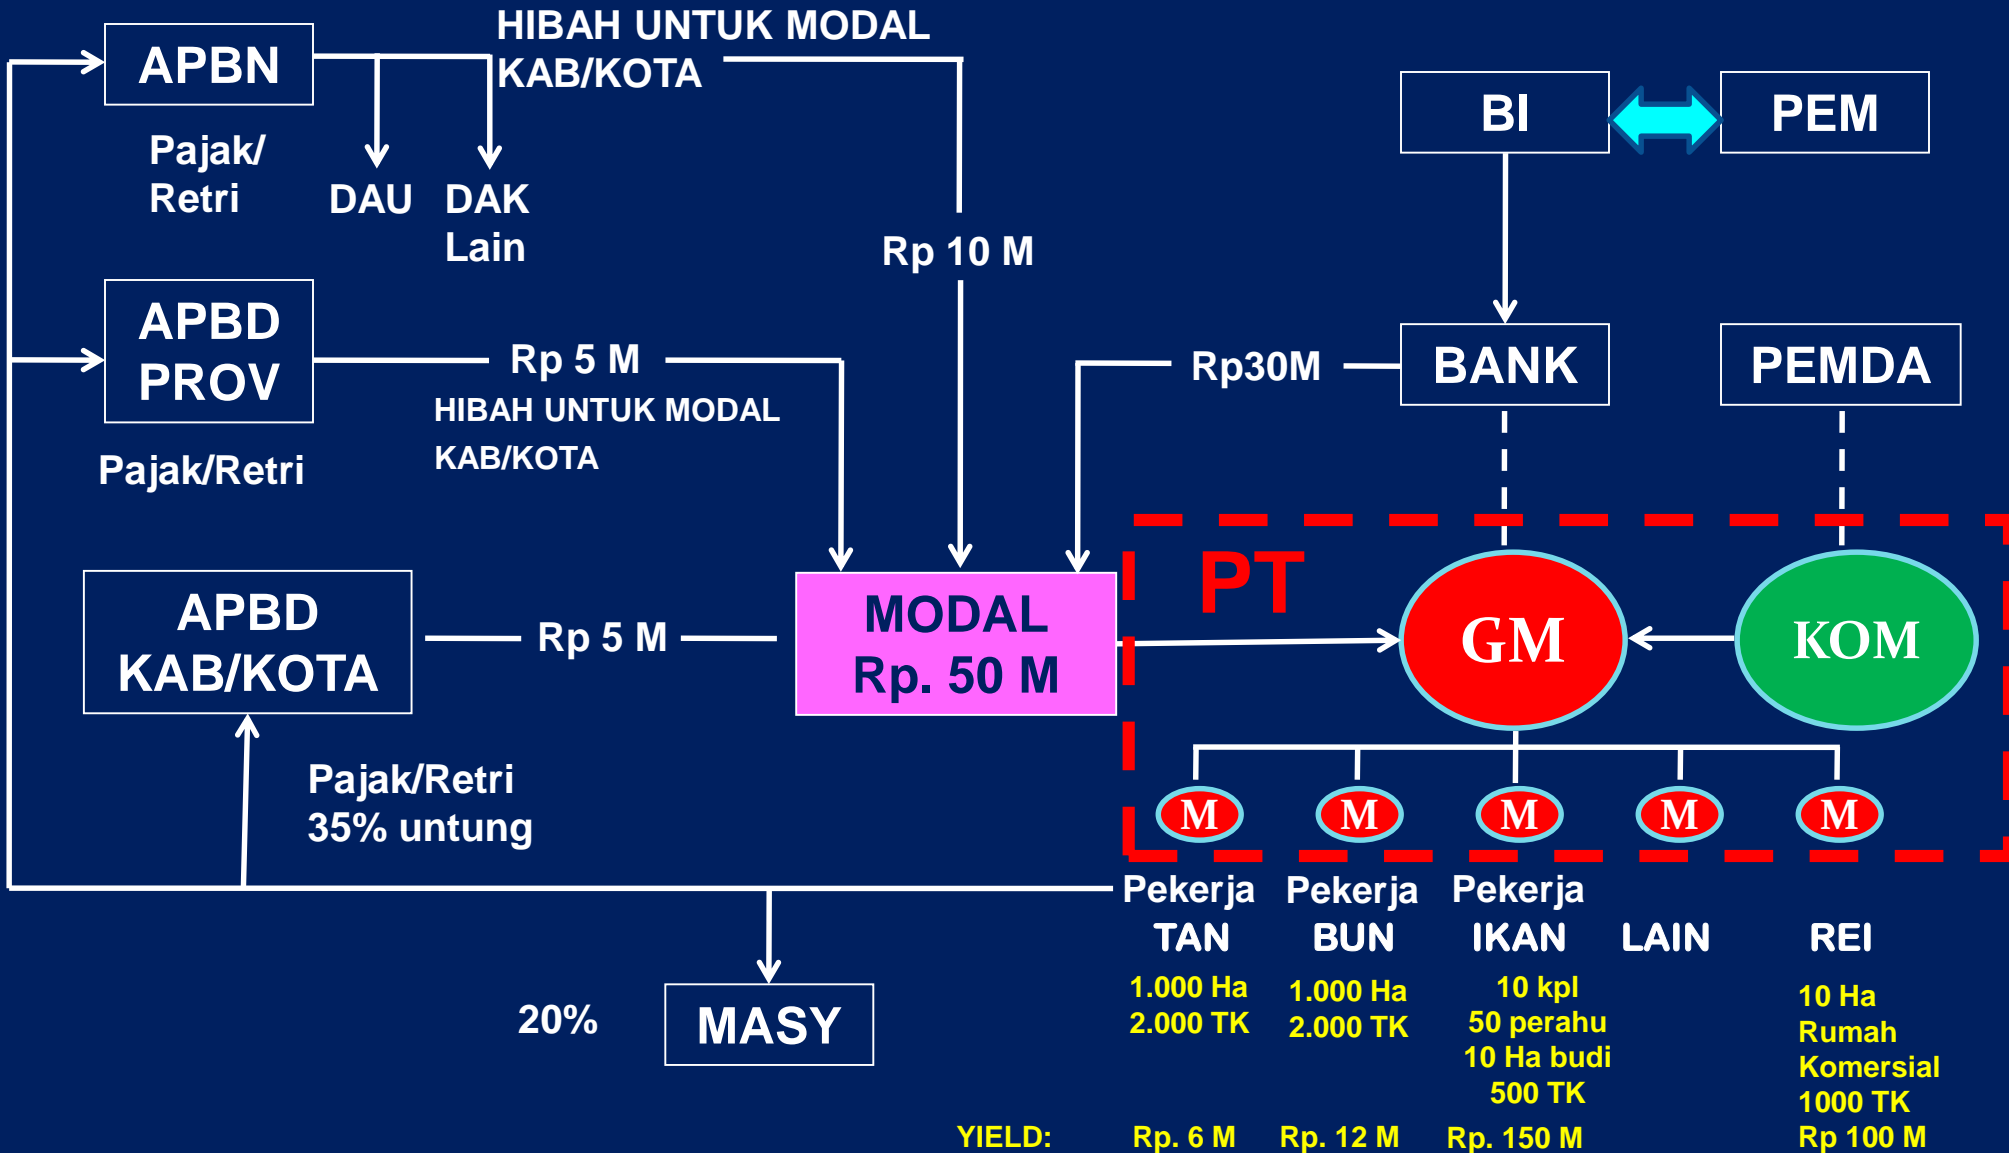 HIBAH UNTUK MODAL
KAB/KOTA
APBN
Pajak/
Retri
DAU
DAK
Lain
Rp 10 M
BI
PEM
APBD
PROV
Rp 5 M
HIBAH UNTUK MODAL
KAB/KOTA
Pajak/Retri
Rp30M
BANK
PEMDA
APBD
KAB/KOTA
Rp 5 M
MODAL
Rp. 50 M
PT
GM
KOM
Pajak/Retri
35% untung
M
M
M
M
M
Pekerja
TAN
Pekerja
BUN
Pekerja
IKAN
LAIN
REI
20%
MASY
1.000 Ha
2.000 TK
1.000 Ha
2.000 TK
10 kpl
50 perahu
10 Ha budi
500 TK
10 Ha
Rumah
Komersial
1000 TK
YIELD:
Rp. 6 M
Rp. 12 M
Rp. 150 M
Rp 100 M